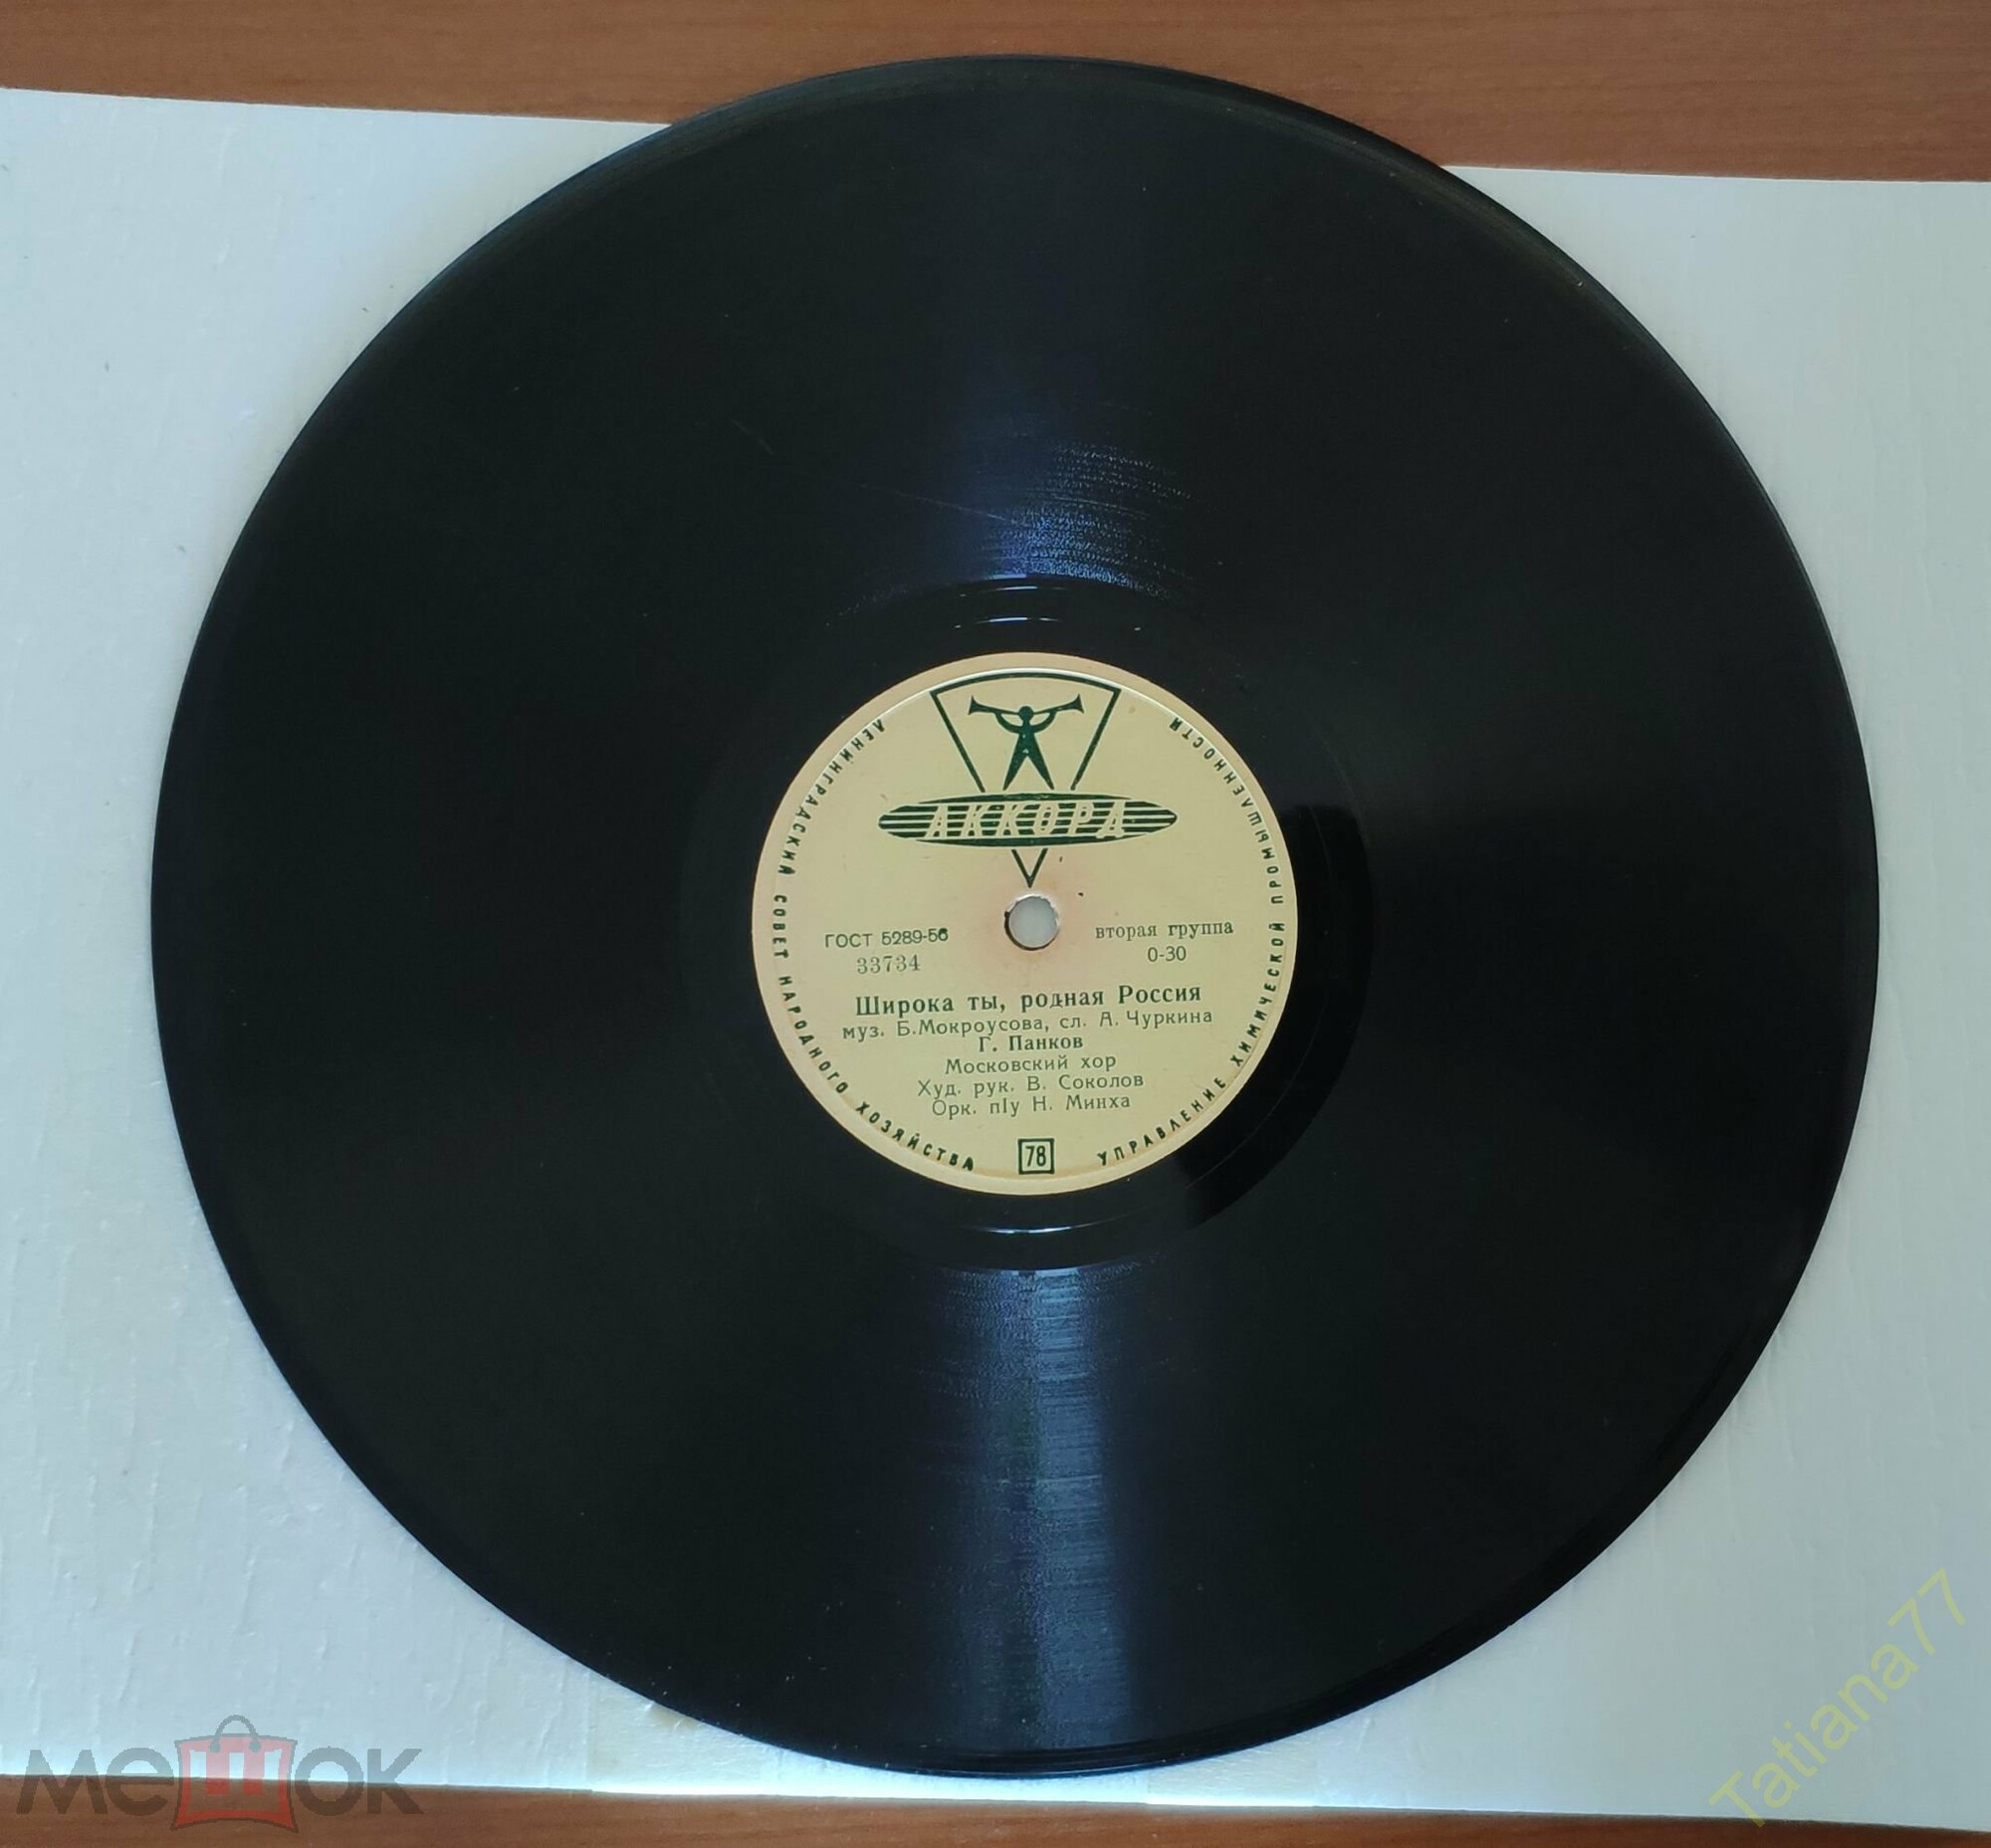 АККОРД
ЛЕНИНГРАДСКИЙ СОВЕТ НАРОДНОГО ХОЗЯЙСТВА
УПРАВЛЕНИЕ ХИМИЧЕСКОЙ ПРОМЫШЛЕННОСТИ
ГОСТ 5289-56 вторая группа
33734 0-30
Широка ты, родная Россия
муз. Б.Мокроусова, сл. А. Чуркина
Г. Панков
Московский хор
Худ. рук. В. Соколов
Орк. п/у Н. Минха
78
мешок
Tatiana77